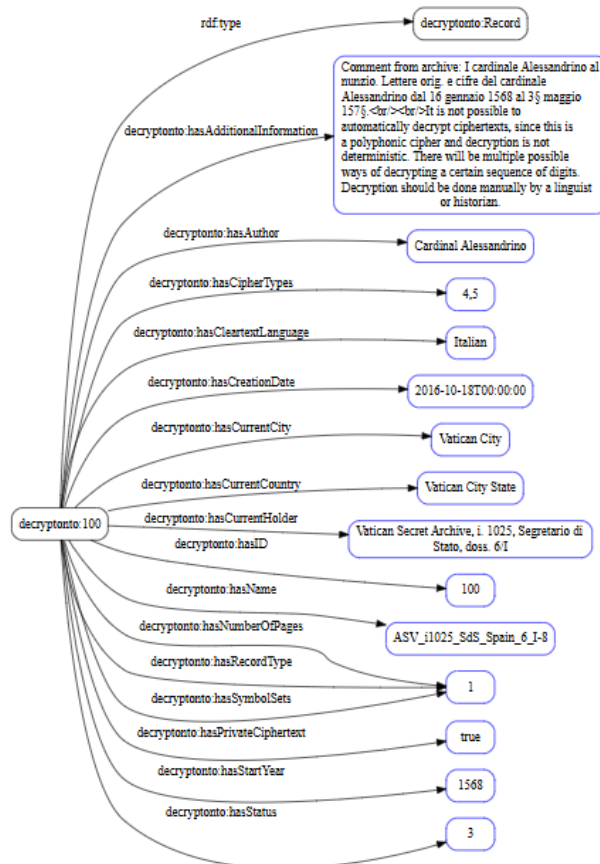 rdf:type
decryptonto:Record
Comment from archive: I cardinale Alessandrino al
nunzio. Lettere orig. e cifre del cardinale
Alessandrino dal 16 gennaio 1568 al 3§ maggio
157§.<br/><br/>It is not possible to
automatically decrypt ciphertexts, since this is
a polyphonic cipher and decryption is not
deterministic. There will be multiple possible
ways of decrypting a certain sequence of digits.
Decryption should be done manually by a linguist
or historian.
decryptonto:hasAdditionalInformation
decryptonto:hasAuthor
Cardinal Alessandrino
decryptonto:hasCipherTypes
4,5
decryptonto:hasCleartextLanguage
Italian
decryptonto:hasCreationDate
2016-10-18T00:00:00
decryptonto:hasCurrentCity
Vatican City
decryptonto:hasCurrentCountry
Vatican City State
decryptonto:100
decryptonto:hasCurrentHolder
Vatican Secret Archive, i. 1025, Segretario di
Stato, doss. 6/I
decryptonto:hasID
100
decryptonto:hasName
ASV_i1025_SdS_Spain_6_I-8
decryptonto:hasNumberOfPages
decryptonto:hasRecordType
1
decryptonto:hasSymbolSets
decryptonto:hasPrivateCiphertext
true
decryptonto:hasStartYear
1568
decryptonto:hasStatus
3